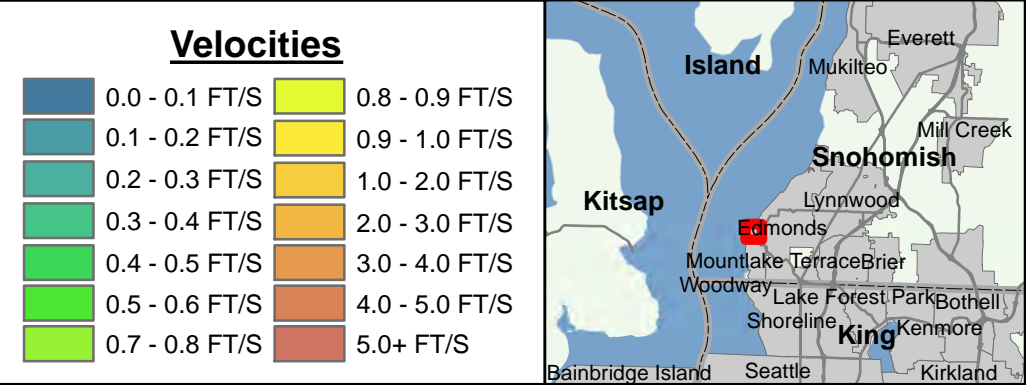 Velocities
0.0 - 0.1 FT/S
0.1 - 0.2 FT/S
0.2 - 0.3 FT/S
0.3 - 0.4 FT/S
0.4 - 0.5 FT/S
0.5 - 0.6 FT/S
0.7 - 0.8 FT/S
0.8 - 0.9 FT/S
0.9 - 1.0 FT/S
1.0 - 2.0 FT/S
2.0 - 3.0 FT/S
3.0 - 4.0 FT/S
4.0 - 5.0 FT/S
5.0+ FT/S
Everett
Island
Mukilteo
Mill Creek
Snohomish
Kitsap
Lynnwood
Edmonds
Mountlake Terrace
Brier
Woodway
Lake Forest Park
Bothell
Shoreline
King
Kenmore
Bainbridge Island
Seattle
Kirkland